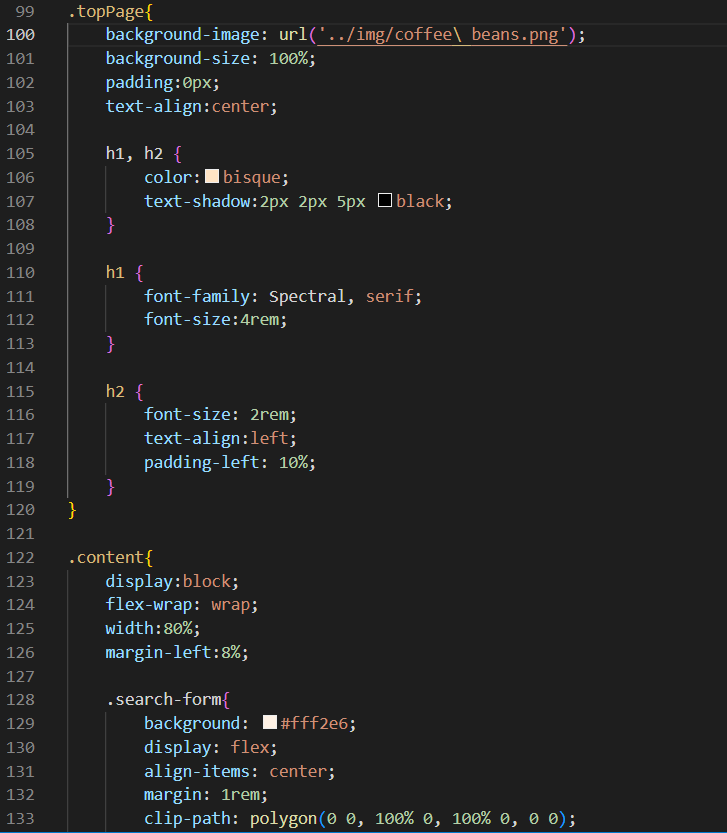 99 .topPage{
100 background-image: url('../img/coffee\ beans.png');
101 background-size: 100%;
102 padding:0px;
103 text-align:center;
104
105 h1, h2 {
106 color:bisque;
107 text-shadow:2px 2px 5px black;
108 }
109
110 h1 {
111 font-family: Spectral, serif;
112 font-size:4rem;
113 }
114
115 h2 {
116 font-size: 2rem;
117 text-align:left;
118 padding-left: 10%;
119 }
120 }
121
122 .content{
123 display:block;
124 flex-wrap: wrap;
125 width:80%;
126 margin-left:8%;
127
128 .search-form{
129 background: #fff2e6;
130 display: flex;
131 align-items: center;
132 margin: 1rem;
133 clip-path: polygon(0 0, 100% 0, 100% 0, 0 0);